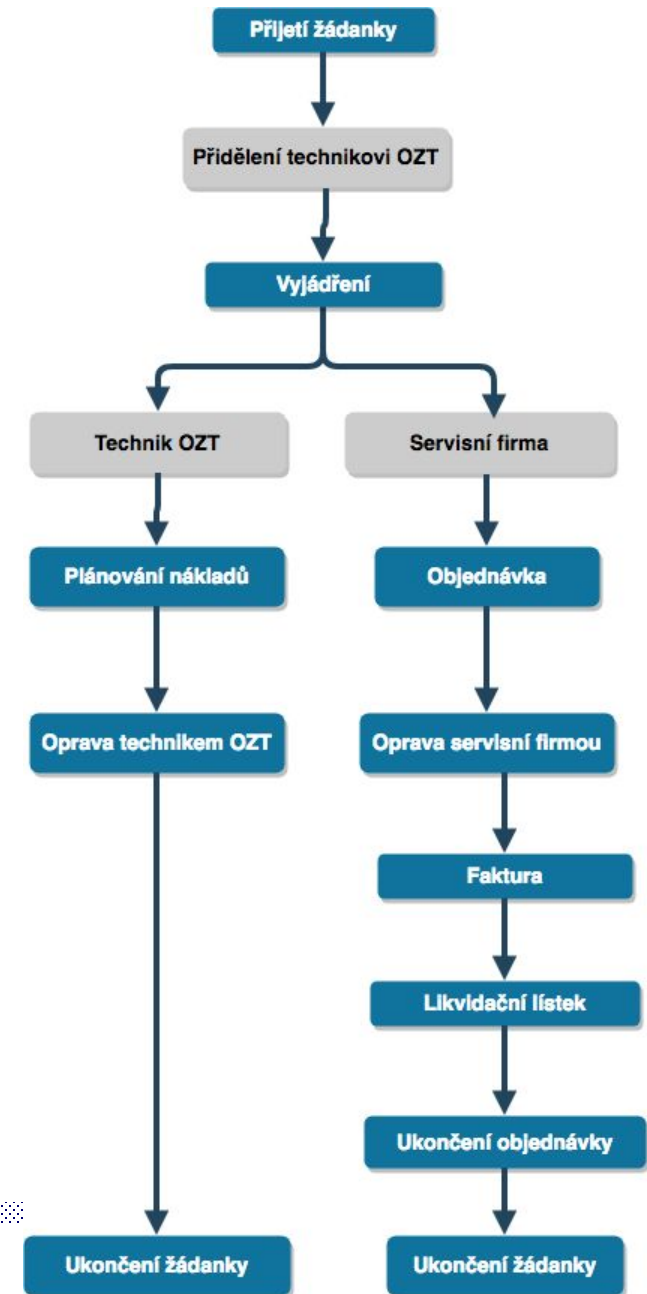 Přijetí žádanky
Přidělení technikovi OZT
Vyjádření
Technik OZT
Servisní firma
Plánování nákladů
Objednávka
Oprava technikem OZT
Oprava servisní firmou
Faktura
Likvidační lístek
Ukončení objednávky
Ukončení žádanky
Ukončení žádanky